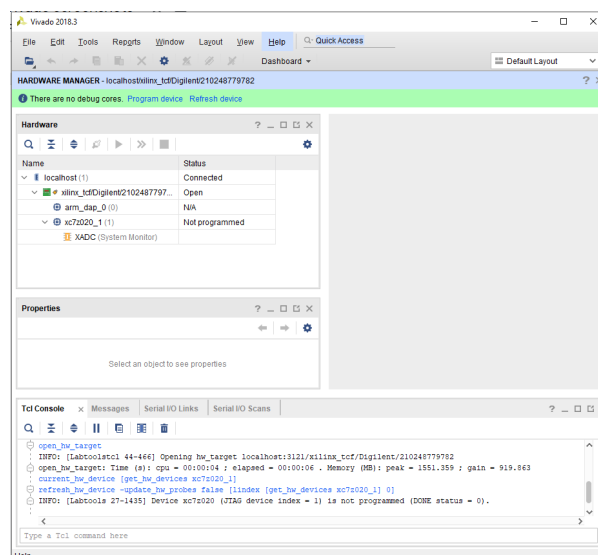 Vivado 2018.3
File Edit Tools Reports Window Layout View Help Quick Access
Dashboard Default Layout
HARDWARE MANAGER - localhost/xilinx_tcf/Digilent/210248779782 ?
There are no debug cores. Program device Refresh device
Hardware ? _ X
Name Status
localhost (1) Connected
xilinx_tcf/Digilent/2102487797... Open
arm_dap_0 (0) N/A
xc7z020_1 (1) Not programmed
XADC (System Monitor)
Properties ? _ X
Select an object to see properties
Tcl Console × Messages Serial I/O Links Serial I/O Scans ? _
open_hw_target
INFO: [Labtoolstcl 44-466] Opening hw_target localhost:3121/xilinx_tcf/Digilent/210248779782
open_hw_target: Time (s): cpu = 00:00:04 ; elapsed = 00:00:06 . Memory (MB): peak = 1551.359 ; gain = 919.863
current_hw_device [get_hw_devices xc7z020_1]
refresh_hw_device -update_hw_probes false [lindex [get_hw_devices xc7z020_1] 0]
INFO: [Labtools 27-1435] Device xc7z020 (JTAG device index = 1) is not programmed (DONE status = 0).
Type a Tcl command here